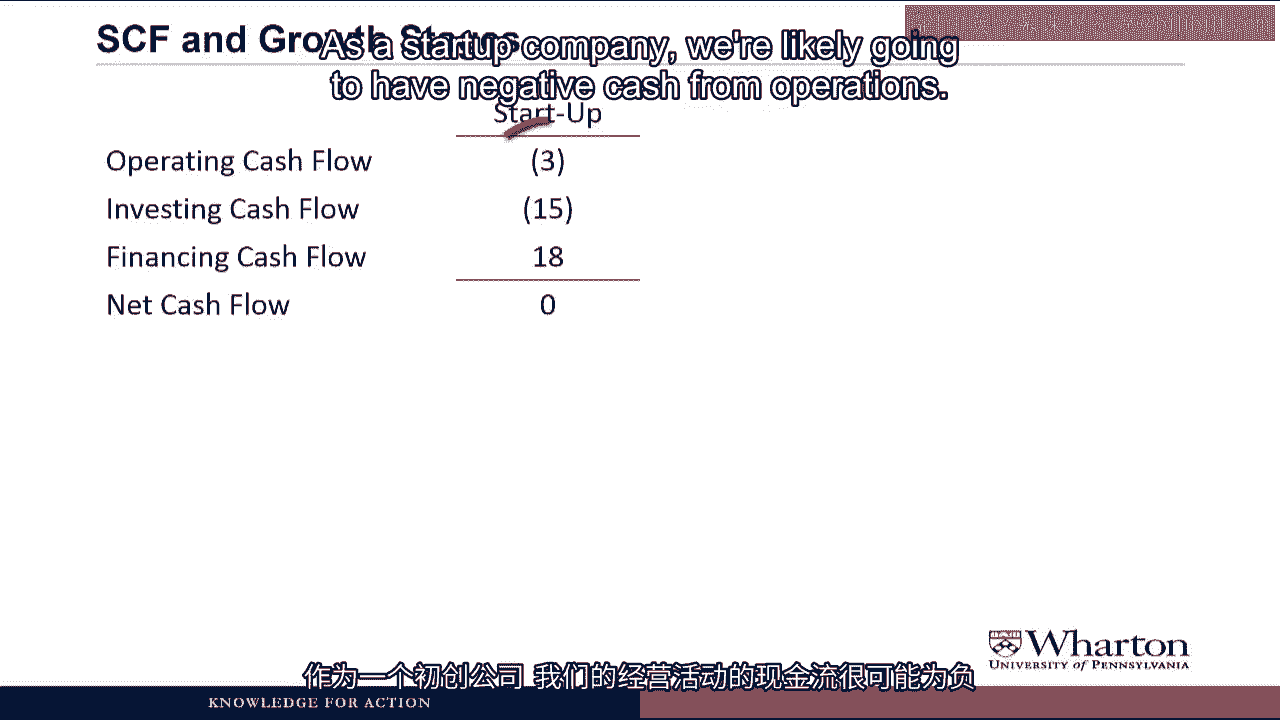 SCF and Growth Stages
As a startup company, we're likely going
to have negative cash from operations.
Start-Up
Operating Cash Flow (3)
Investing Cash Flow (15)
Financing Cash Flow 18
Net Cash Flow 0
Wharton
UNIVERSITY of PENNSYLVANIA
作为一个初创公司 我们的经营活动的现金流很可能为负
KNOWLEDGE FOR ACTION